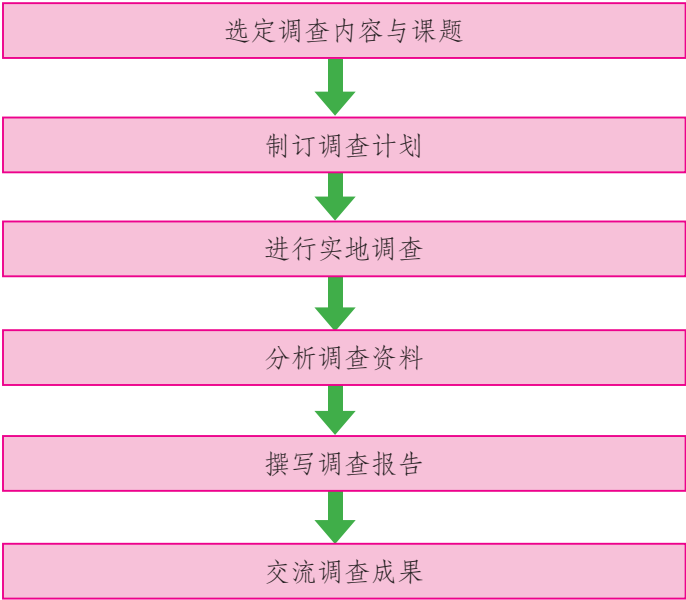 选定调查内容与课题
制订调查计划
进行实地调查
分析调查资料
撰写调查报告
交流调查成果